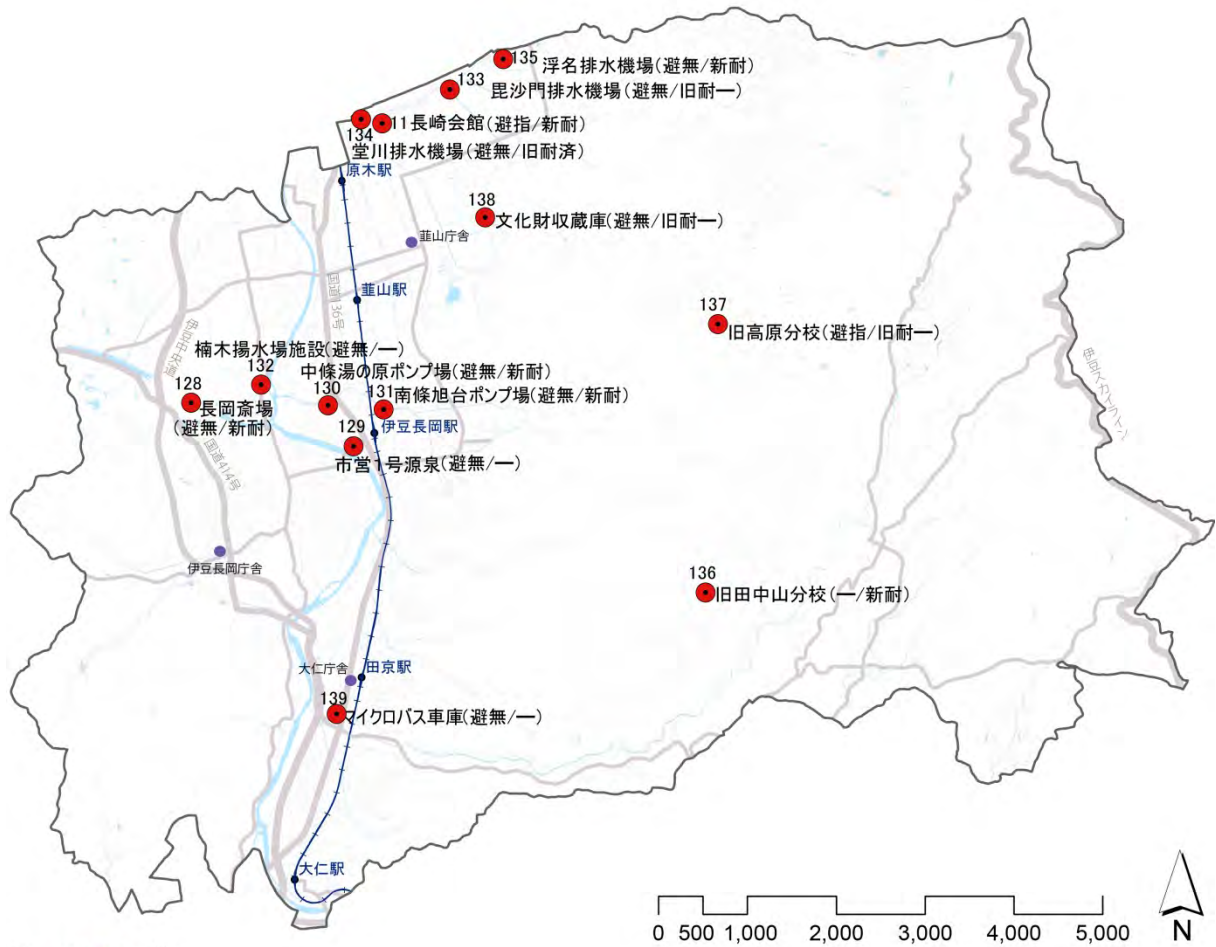 135
浮名排水機場(避無/新耐)
133
毘沙門排水機場(避無/旧耐―)
11長崎会館(避指/新耐)
134
堂川排水機場(避無/旧耐済)
原木駅
138
文化財収蔵庫(避無/旧耐―)
韮山庁舎
国道136号
韮山駅
137
旧高原分校(避指/旧耐―)
伊豆中央道
伊豆スカイライン
楠木揚水場施設(避無/―)
132
中條湯の原ポンプ場(避無/新耐)
128
長岡斎場
(避無/新耐)
130
131
南條旭台ポンプ場(避無/新耐)
伊豆長岡駅
129
市営1号源泉(避無/―)
国道414号
伊豆長岡庁舎
136
旧田中山分校(―/新耐)
大仁庁舎
田京駅
139
マイクロバス車庫(避無/―)
大仁駅
0 500 1,000 2,000 3,000 4,000 5,000
N